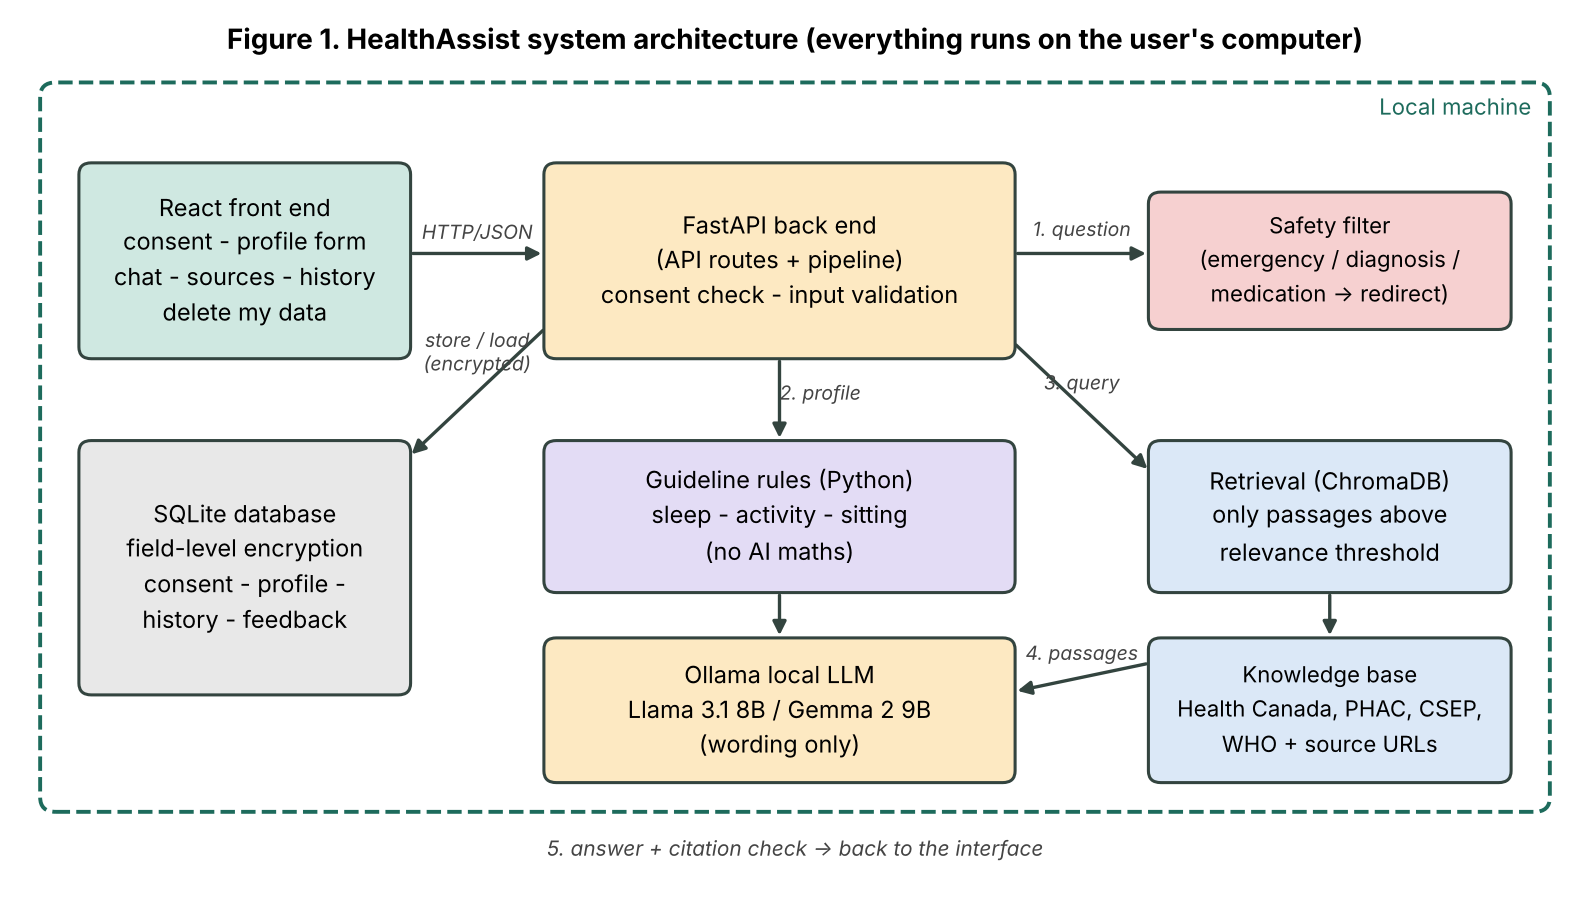 Figure 1. HealthAssist system architecture (everything runs on the user's computer)
Local machine
React front end
consent - profile form
chat - sources - history
delete my data
HTTP/JSON
FastAPI back end
(API routes + pipeline)
consent check - input validation
1. question
Safety filter
(emergency / diagnosis /
medication → redirect)
store / load
(encrypted)
2. profile
3. query
SQLite database
field-level encryption
consent - profile -
history - feedback
Guideline rules (Python)
sleep - activity - sitting
(no AI maths)
Retrieval (ChromaDB)
only passages above
relevance threshold
Ollama local LLM
Llama 3.1 8B / Gemma 2 9B
(wording only)
4. passages
Knowledge base
Health Canada, PHAC, CSEP,
WHO + source URLs
5. answer + citation check → back to the interface